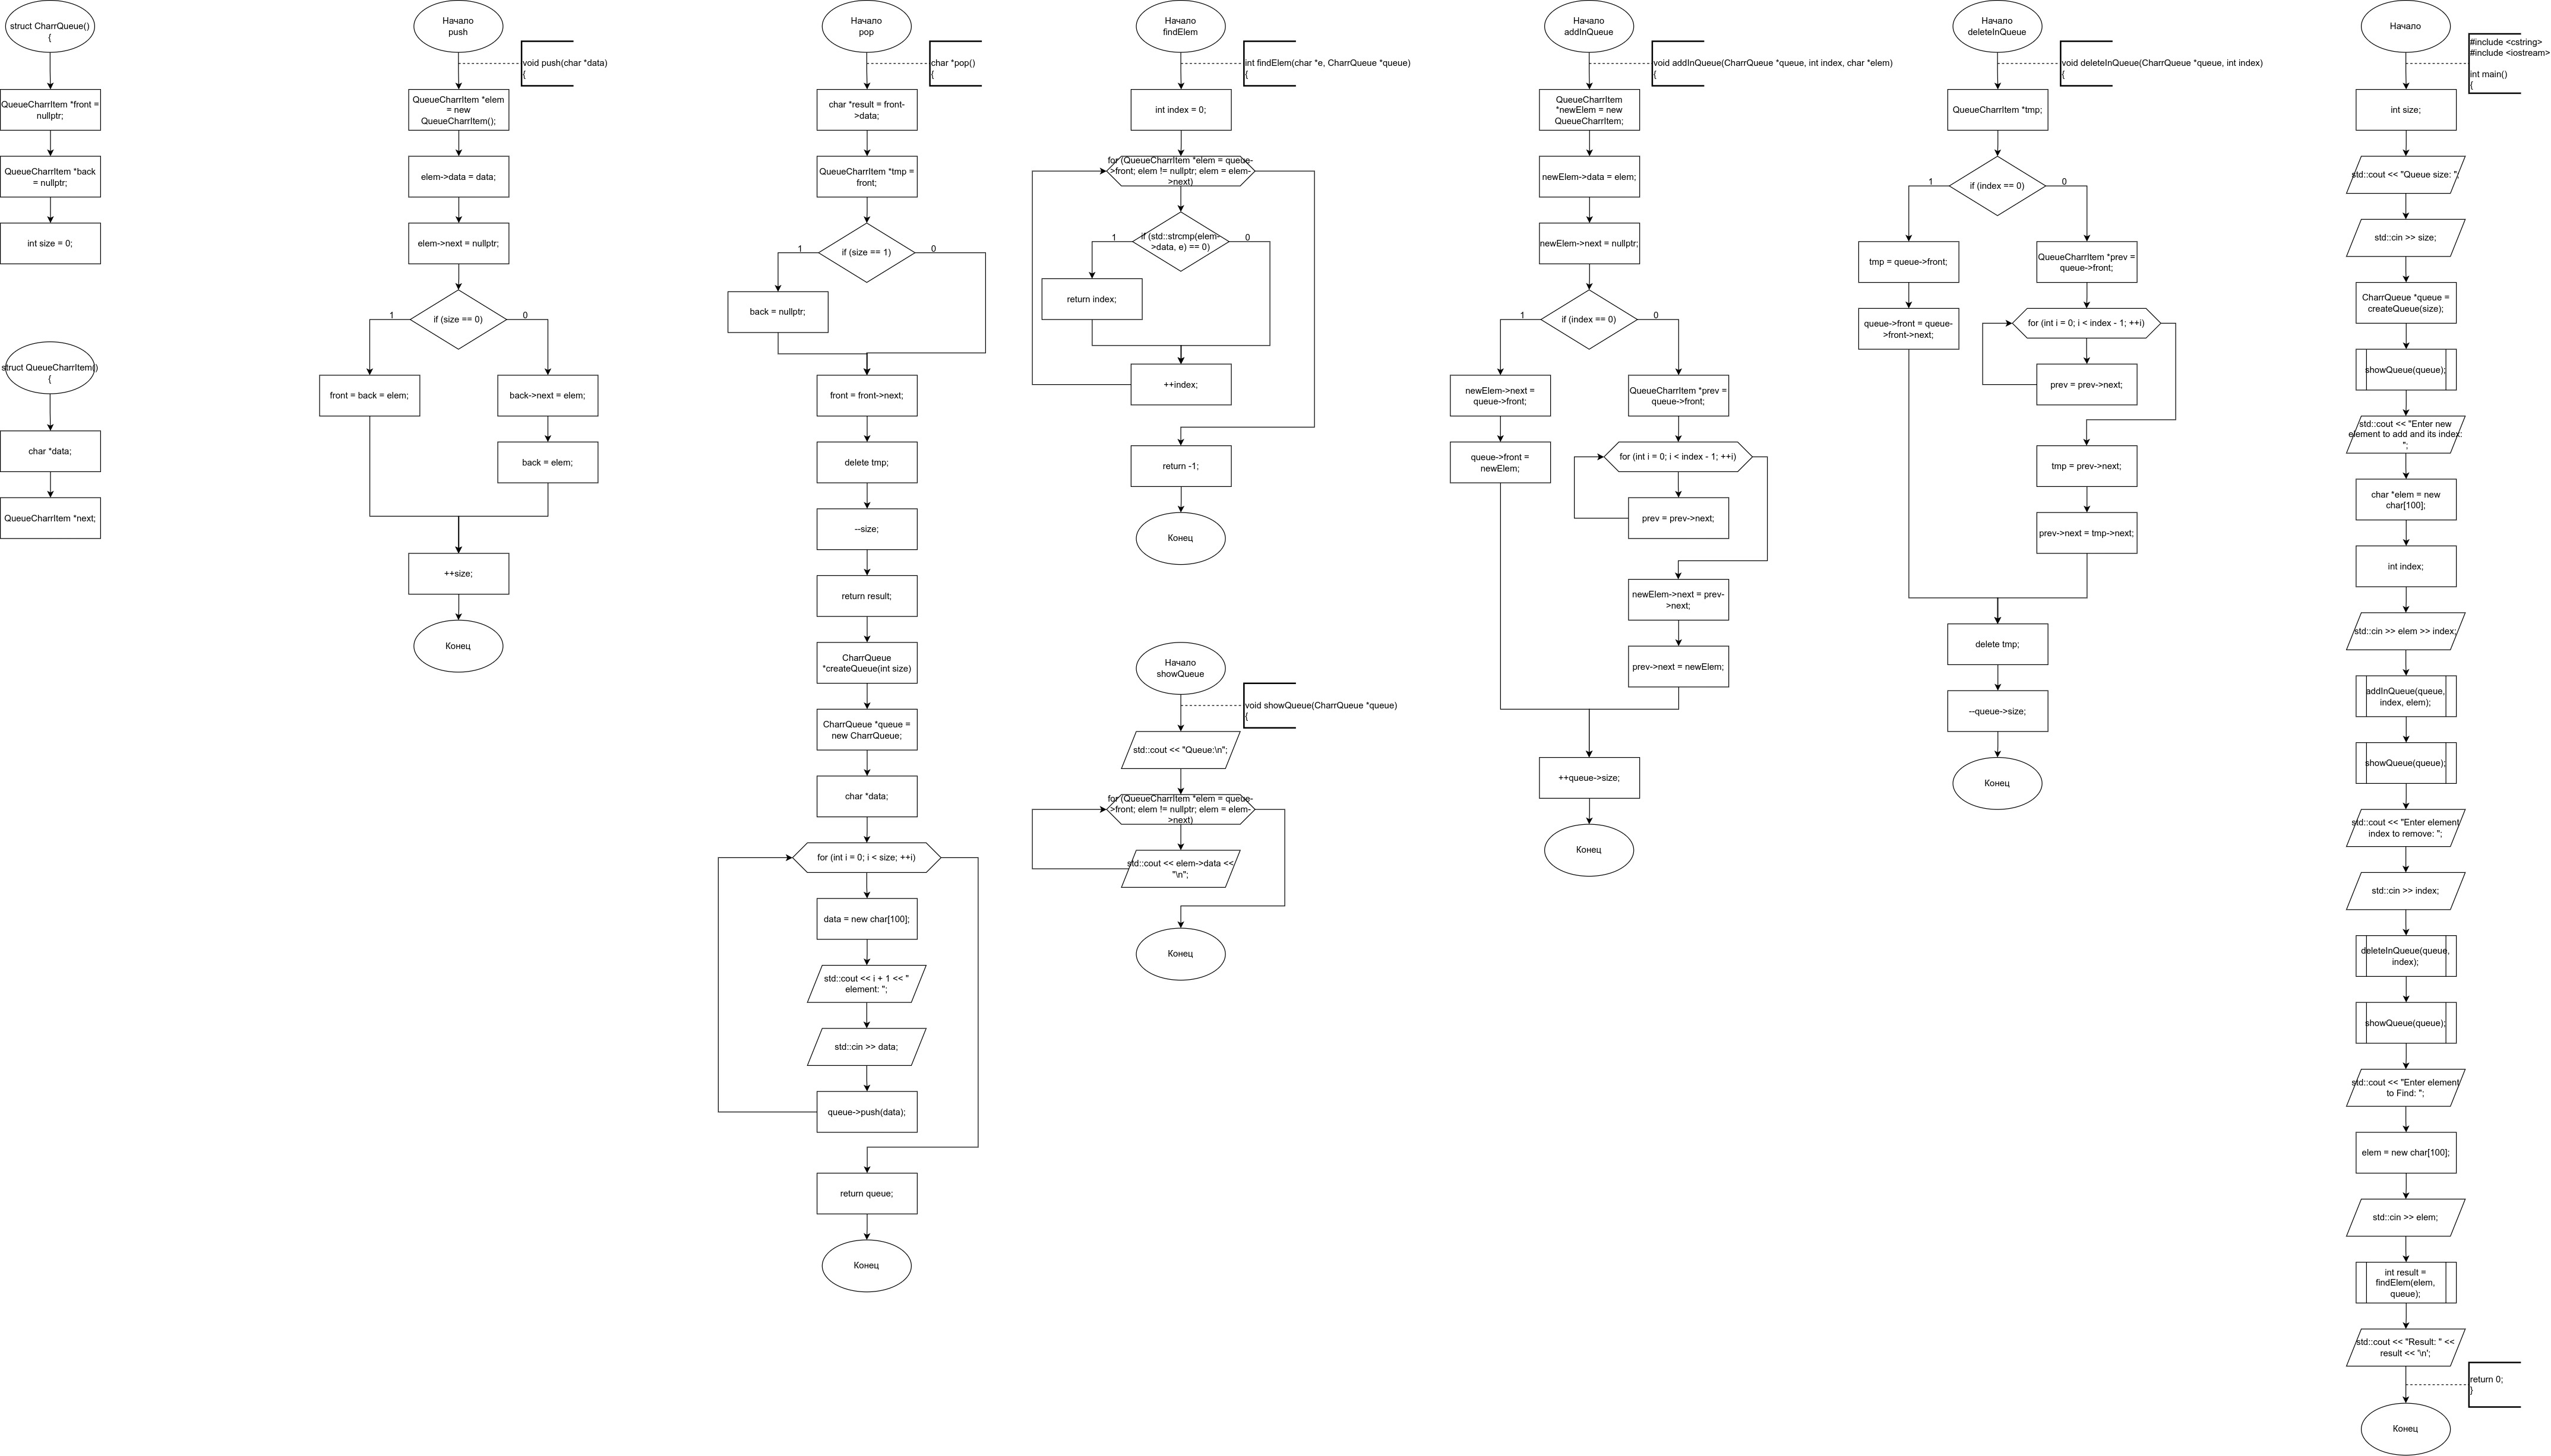 struct CharrQueue()
{
QueueCharrItem *front =
nullptr;
QueueCharrItem *back
= nullptr;
int size = 0;
struct QueueCharrItem()
{
char *data;
QueueCharrItem *next;
Начало
push
void push(char *data)
{
QueueCharrItem *elem
= new
QueueCharrItem();
elem->data = data;
elem->next = nullptr;
if (size == 0)
1
0
front = back = elem;
back->next = elem;
back = elem;
++size;
Конец
Начало
pop
char *pop()
{
char *result = front-
>data;
QueueCharrItem *tmp =
front;
if (size == 1)
1
0
back = nullptr;
front = front->next;
delete tmp;
--size;
return result;
CharrQueue
*createQueue(int size)
CharrQueue *queue =
new CharrQueue;
char *data;
for (int i = 0; i < size; ++i)
data = new char[100];
std::cout << i + 1 << "
element: ";
std::cin >> data;
queue->push(data);
return queue;
Конец
Начало
findElem
int findElem(char *e, CharrQueue *queue)
{
int index = 0;
for (QueueCharrItem *elem = queue-
>front; elem != nullptr; elem = elem-
>next)
if (std::strcmp(elem-
>data, e) == 0)
1
0
return index;
++index;
return -1;
Конец
Начало
showQueue
void showQueue(CharrQueue *queue)
{
std::cout << "Queue:\n";
for (QueueCharrItem *elem = queue-
>front; elem != nullptr; elem = elem-
>next)
std::cout << elem->data <<
"\n";
Конец
Начало
addInQueue
void addInQueue(CharrQueue *queue, int index, char *elem)
{
QueueCharrItem
*newElem = new
QueueCharrItem;
newElem->data = elem;
newElem->next = nullptr;
if (index == 0)
1
0
newElem->next =
queue->front;
queue->front =
newElem;
QueueCharrItem *prev =
queue->front;
for (int i = 0; i < index - 1; ++i)
prev = prev->next;
newElem->next = prev-
>next;
prev->next = newElem;
++queue->size;
Конец
Начало
deleteInQueue
void deleteInQueue(CharrQueue *queue, int index)
{
QueueCharrItem *tmp;
if (index == 0)
1
0
tmp = queue->front;
queue->front = queue-
>front->next;
QueueCharrItem *prev =
queue->front;
for (int i = 0; i < index - 1; ++i)
prev = prev->next;
tmp = prev->next;
prev->next = tmp->next;
delete tmp;
--queue->size;
Конец
Начало
#include <cstring>
#include <iostream>
int main()
{
int size;
std::cout << "Queue size: ";
std::cin >> size;
CharrQueue *queue =
createQueue(size);
showQueue(queue);
std::cout << "Enter new
element to add and its index:
";
char *elem = new
char[100];
int index;
std::cin >> elem >> index;
addInQueue(queue,
index, elem);
showQueue(queue);
std::cout << "Enter element
index to remove: ";
std::cin >> index;
deleteInQueue(queue,
index);
showQueue(queue);
std::cout << "Enter element
to Find: ";
elem = new char[100];
std::cin >> elem;
int result =
findElem(elem,
queue);
std::cout << "Result: " <<
result << '\n';
return 0;
}
Конец